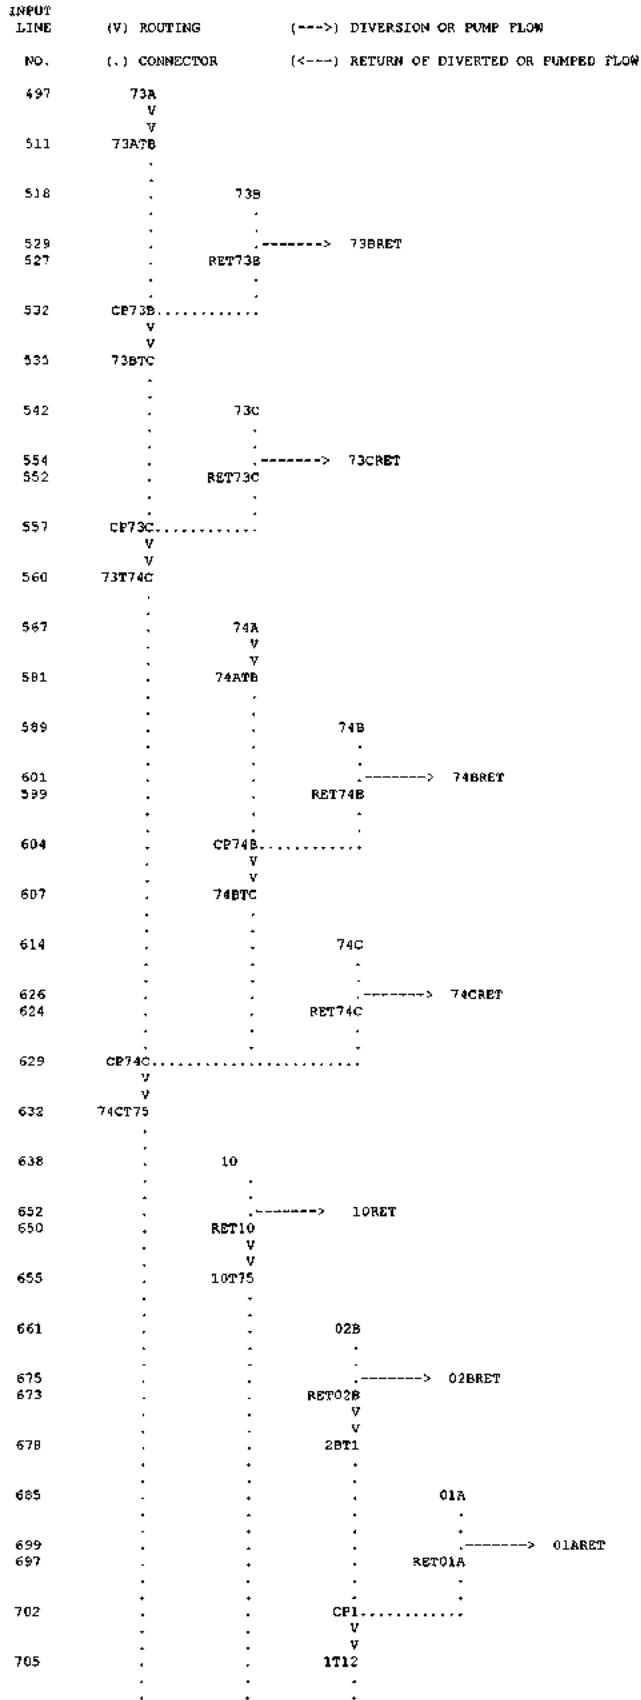 INPUT
LINE (V) ROUTING (--->) DIVERSION OR PUMP FLOW
NO. (.) CONNECTOR (<---) RETURN OF DIVERTED OR PUMPED FLOW
497 73A
V
V
511 73ATB
.
.
518 73B
. .
. .
529 . .-------> 73BRET
527 . RET73B
. .
. .
532 CP73B............
V
V
535 73BTC
.
.
542 . 73C
. .
. .
554 . .-------> 73CRET
552 . RET73C
. .
. .
557 CP73C............
V
V
560 73T74C
.
.
567 . 74A
. V
. V
581 . 74ATB
. .
. .
589 . . 74B
. . .
. . .
601 . . .-------> 74BRET
599 . . RET74B
. . .
. . .
604 . CP74B............
. V
. V
607 . 74BTC
. .
. .
614 . . 74C
. . .
. . .
626 . . .-------> 74CRET
624 . . RET74C
. . .
. . .
629 CP74C........................
V
V
632 74CT75
.
.
638 . 10
. .
. .
652 . .-------> 10RET
650 . RET10
. V
. V
655 . 10T75
. .
. .
661 . . 02B
. . .
. . .
675 . . .-------> 02BRET
673 . . RET02B
. . V
. . V
678 . . 2BT1
. . .
. . .
685 . . . 01A
. . . .
. . . .
699 . . . .-------> 01ARET
697 . . . RET01A
. . . .
. . . .
702 . . CP1............
. . V
. . V
705 . . 1T12
. . .
. . .